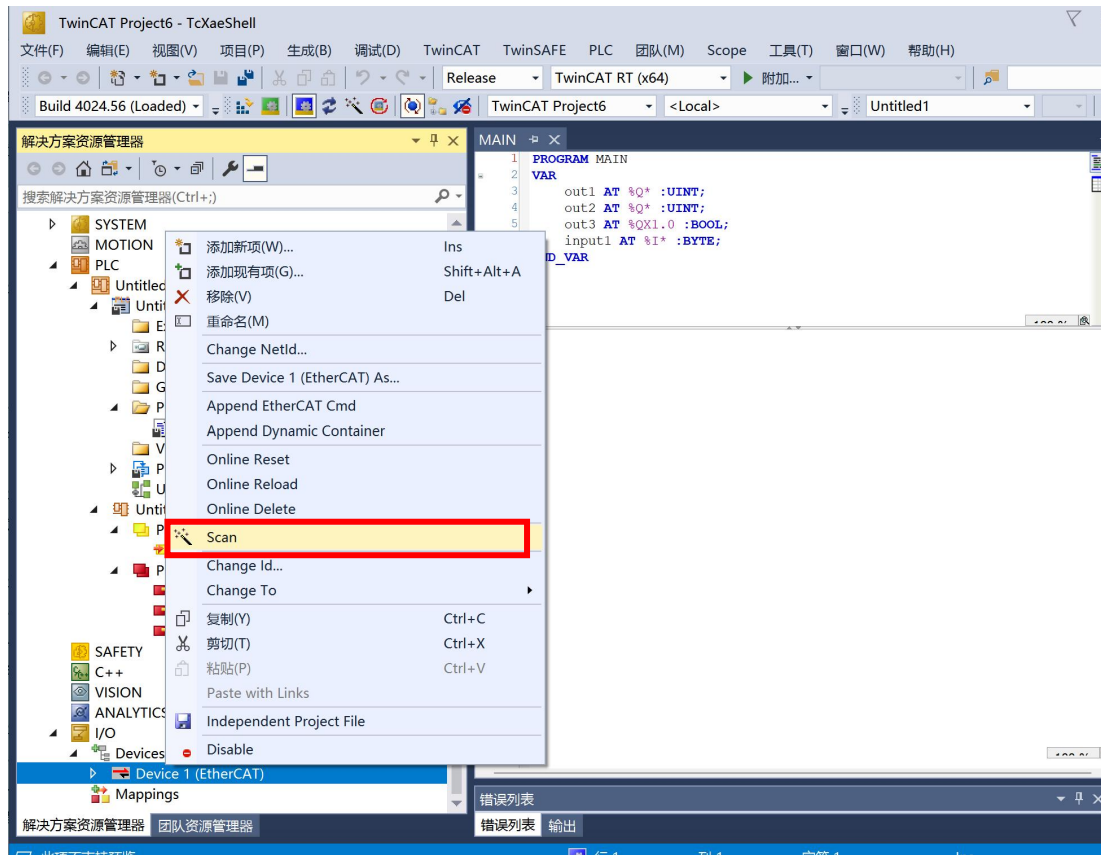 TwinCAT Project6 - TcXaeShell
文件(F) 编辑(E) 视图(V) 项目(P) 生成(B) 调试(D) TwinCAT TwinSAFE PLC 团队(M) Scope 工具(T) 窗口(W) 帮助(H)
Release TwinCAT RT (x64) 附加...
Build 4024.56 (Loaded) TwinCAT Project6 <Local> Untitled1
解决方案资源管理器
搜索解决方案资源管理器(Ctrl+;)
SYSTEM
MOTION
PLC
Untitled
Untit
E
R
D
G
P
V
P
U
Untit
P
P
SAFETY
C++
VISION
ANALYTICS
I/O
Devices
Device 1 (EtherCAT)
Mappings
解决方案资源管理器 团队资源管理器
添加新项(W)... Ins
添加现有项(G)... Shift+Alt+A
移除(V) Del
重命名(M)
Change NetId...
Save Device 1 (EtherCAT) As...
Append EtherCAT Cmd
Append Dynamic Container
Online Reset
Online Reload
Online Delete
Scan
Change Id...
Change To
复制(Y) Ctrl+C
剪切(T) Ctrl+X
粘贴(P) Ctrl+V
Paste with Links
Independent Project File
Disable
MAIN
1 PROGRAM MAIN
2 VAR
3 out1 AT %Q* :UINT;
4 out2 AT %Q* :UINT;
5 out3 AT %QX1.0 :BOOL;
input1 AT %I* :BYTE;
D_VAR
错误列表
错误列表 输出